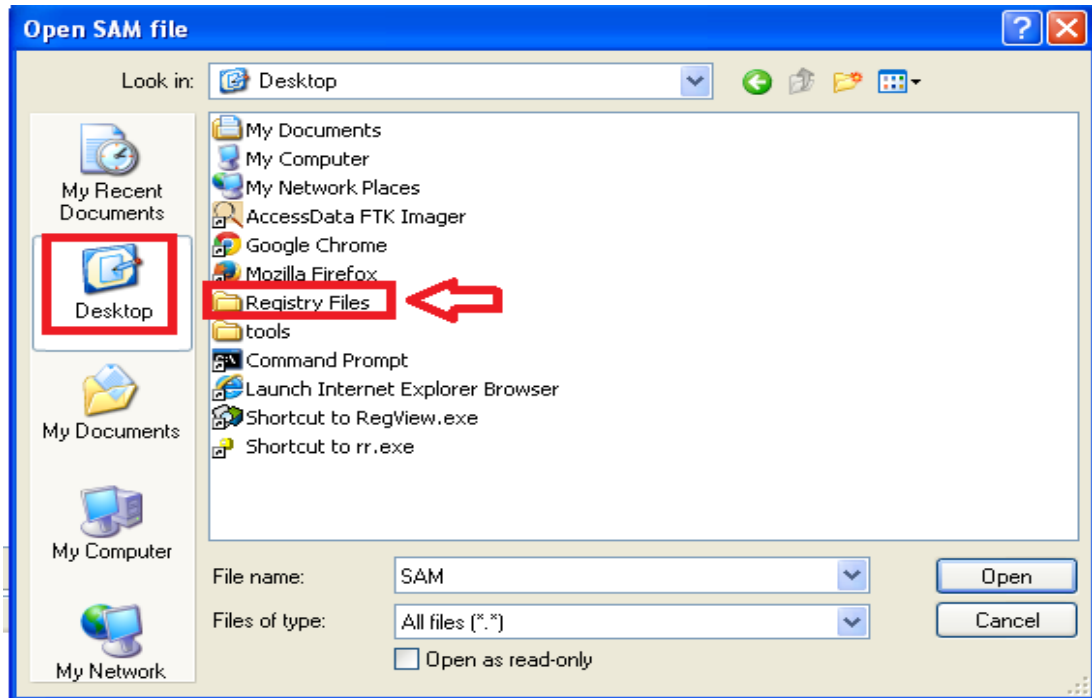 Open SAM file
Look in: Desktop
My Recent
Documents
Desktop
My Documents
My Computer
My Network
My Documents
My Computer
My Network Places
AccessData FTK Imager
Google Chrome
Mozilla Firefox
Registry Files
tools
Command Prompt
Launch Internet Explorer Browser
Shortcut to RegView.exe
Shortcut to rr.exe
File name: SAM Open
Files of type: All files (*.*) Cancel
Open as read-only